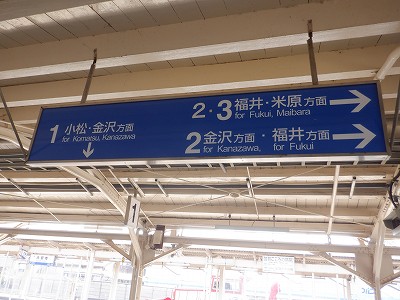 1 小松・金沢方面
for Komatsu, Kanazawa
2・3 福井・米原方面
for Fukui, Maibara
2 金沢方面・福井方面
for Kanazawa, for Fukui
1